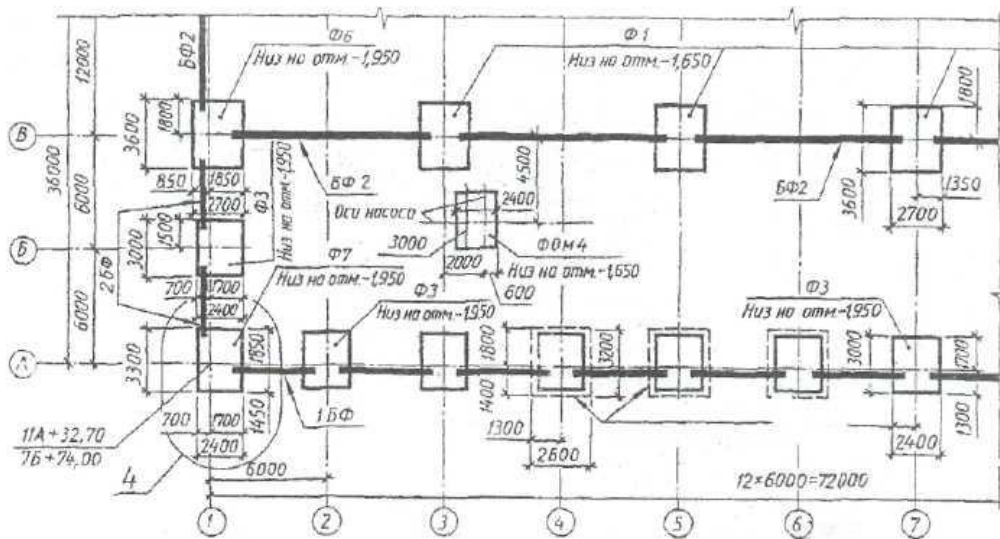 12000
БФ2
Ф6
Низ на отм.-1,950
Ф1
Низ на отм.-1,650
1800
В
36000
3600
1800
850
1850
2700
Ф3
Низ на отм.-1,950
БФ2
4500
БФ2
3600
1350
2700
6000
2БФ
Оси насоса
2400
3000
ФОм4
2000
Низ на отм.-1,650
600
Б
3000
1500
Ф7
Низ на отм.-1,950
700
1700
2400
Ф3
Низ на отм.-1,950
Ф3
Низ на отм.-1,950
6000
А
3300
1850
1450
1800
3200
1400
3000
1700
1300
1БФ
700
1700
2400
1300
2600
2400
11А+32,70
7Б+74,00
4
6000
12×6000=72000
1
2
3
4
5
6
7